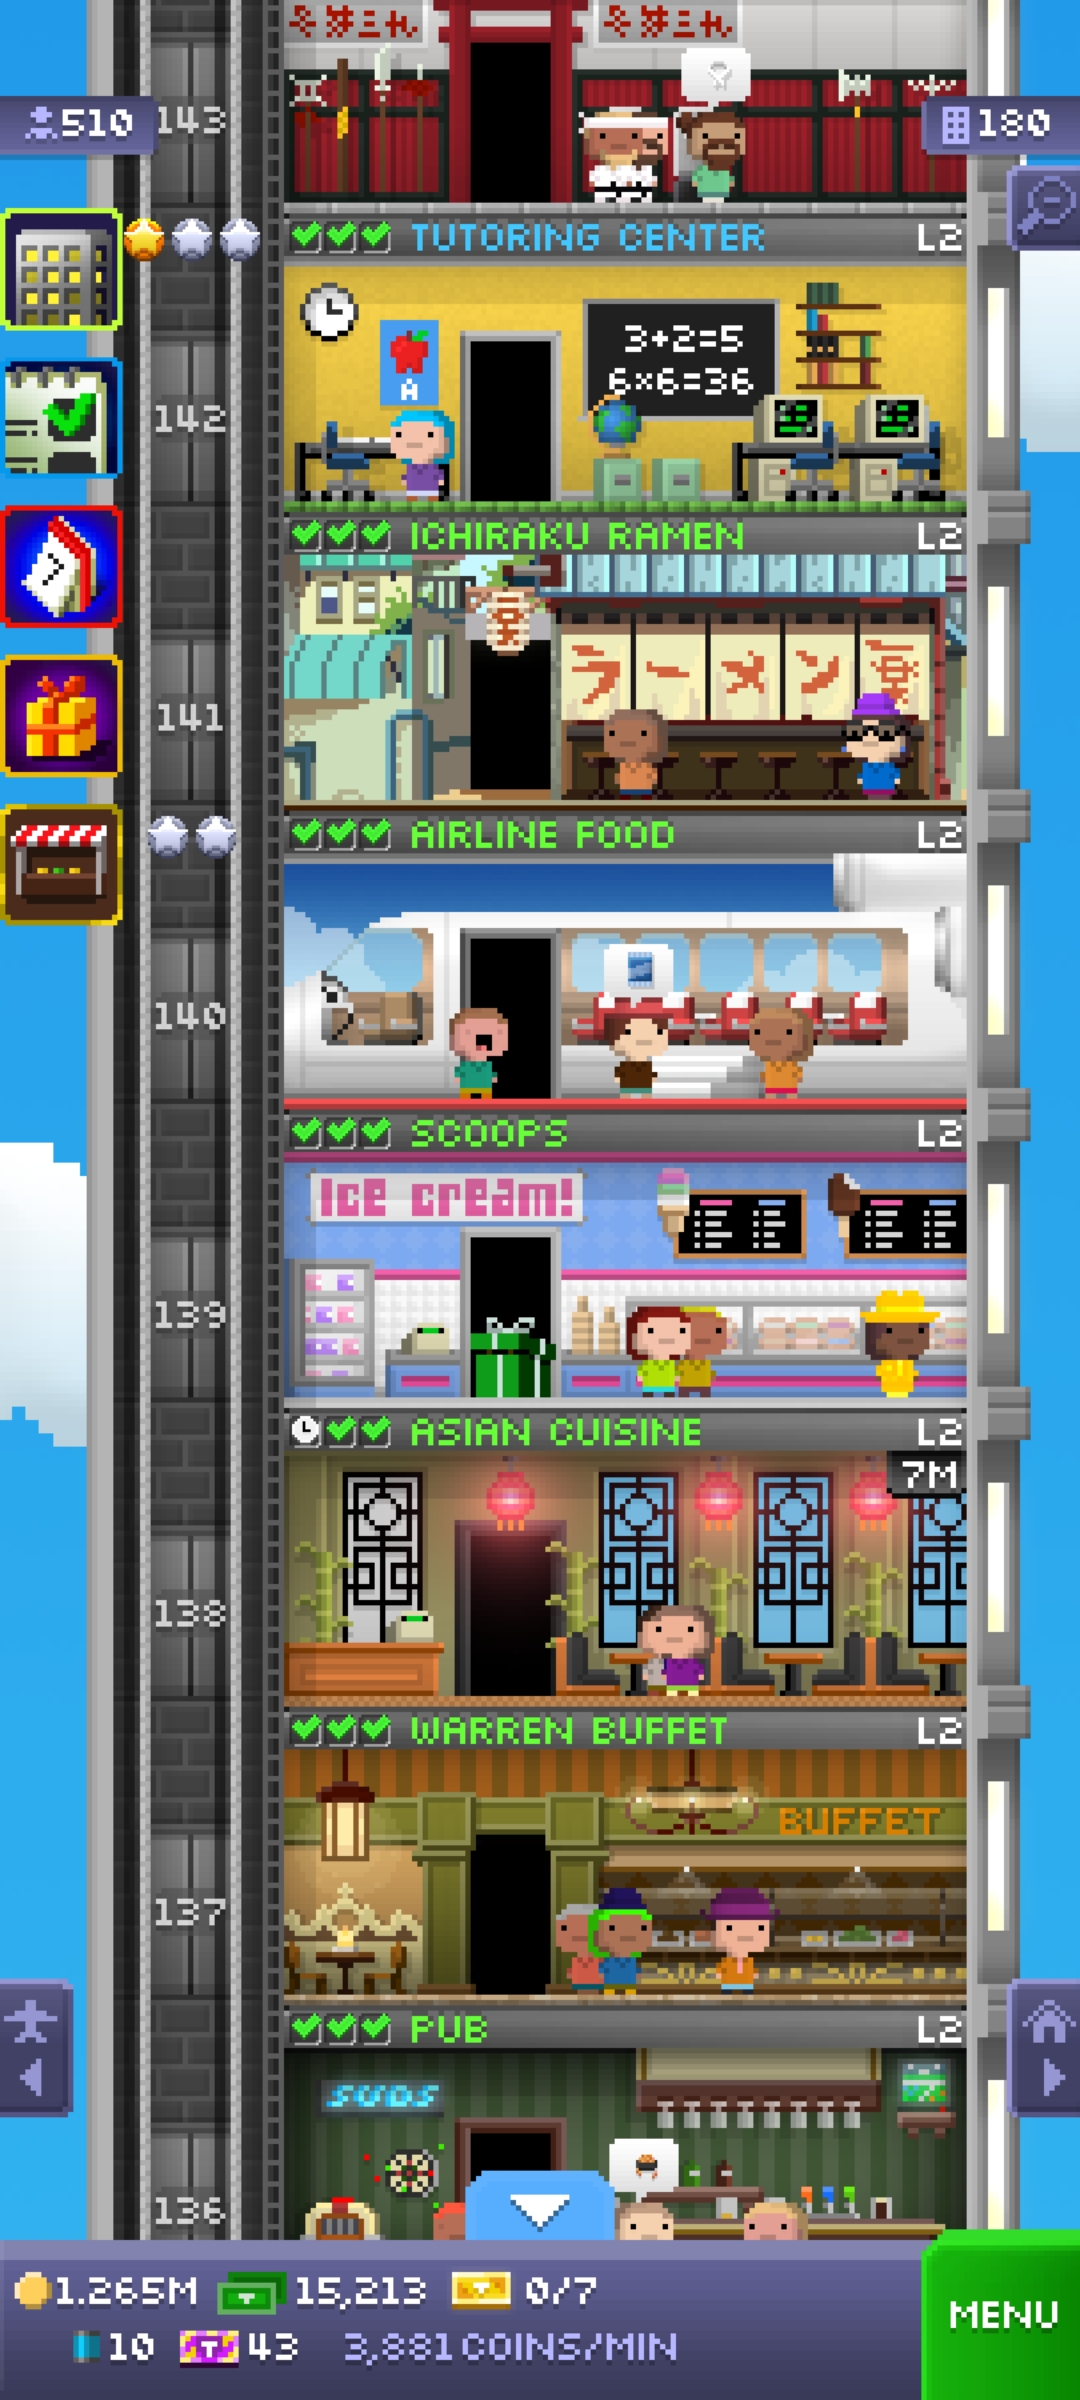 143
510
180
TUTORING CENTER L2
3+2=5
6×6=36
A
142
ICHIRAKU RAMEN L2
ラーメン
141
AIRLINE FOOD L2
140
SCOOPS L2
Ice cream!
139
ASIAN CUISINE L2
7M
138
WARREN BUFFET L2
BUFFET
137
PUB L2
SUDS
136
1.265M 15,213 0/7
10 43 3,881 COINS/MIN
MENU